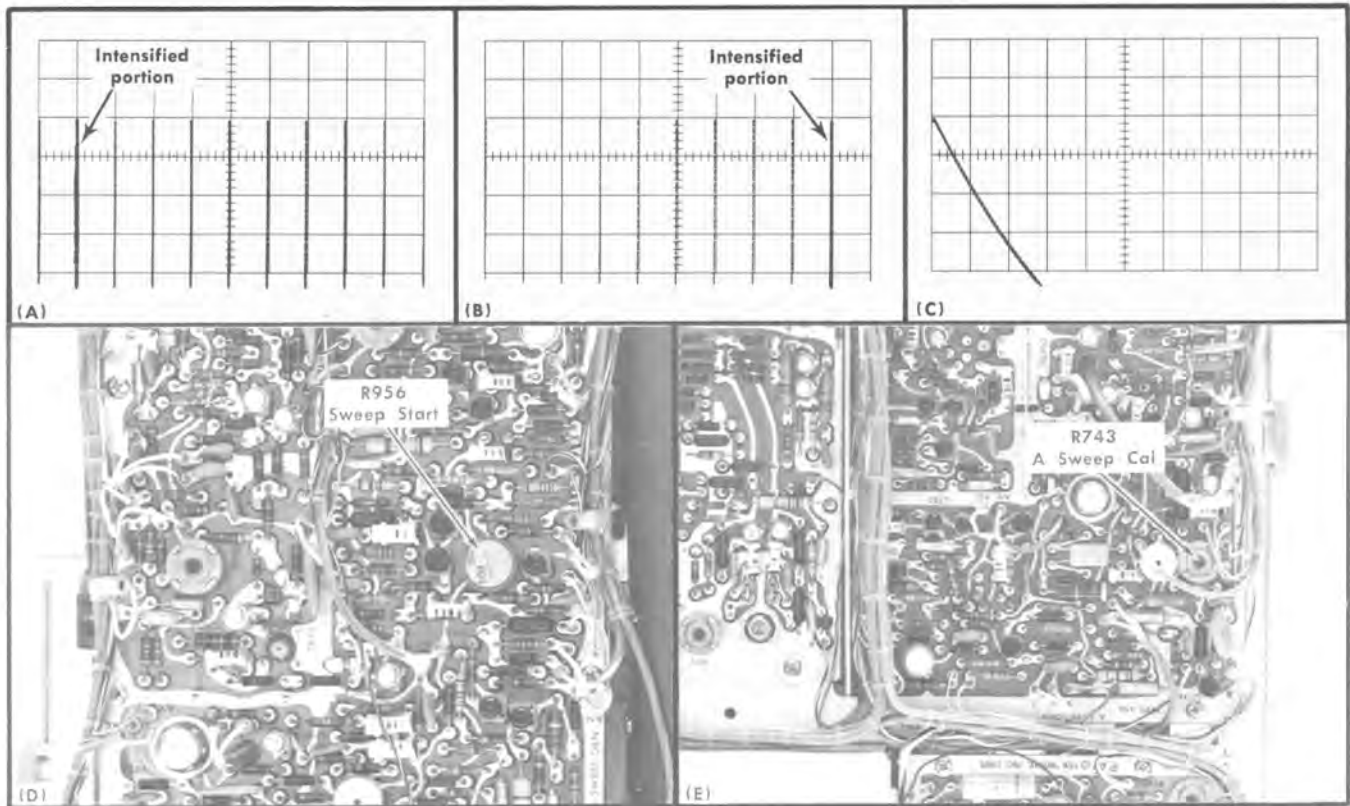 Intensified
portion
(A)
Intensified
portion
(B)
(C)
R956
Sweep Start
(D)
R743
A Sweep Cal
(E)